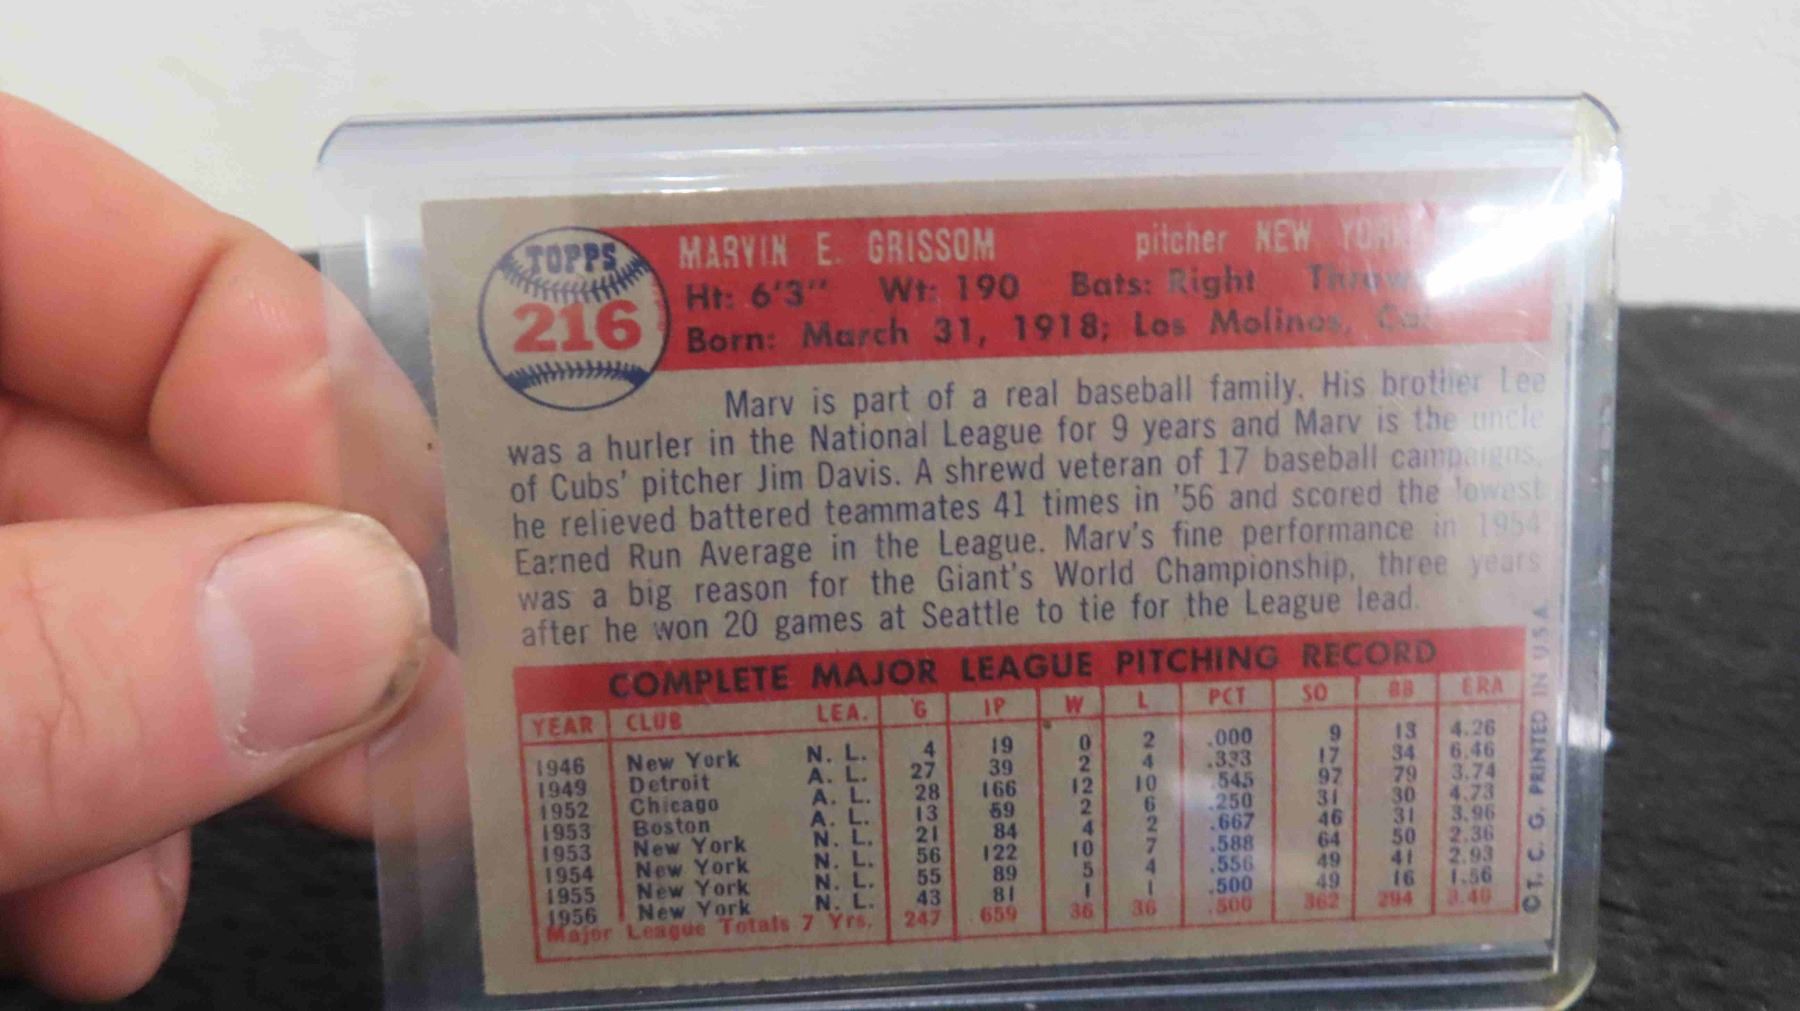 TOPPS
216
MARVIN E. GRISSOM pitcher NEW YORK
Ht: 6'3" Wt: 190 Bats: Right Throws
Born: March 31, 1918; Los Molinos, Cal.
Marv is part of a real baseball family. His brother Lee
was a hurler in the National League for 9 years and Marv is the uncle
of Cubs' pitcher Jim Davis. A shrewd veteran of 17 baseball campaigns,
he relieved battered teammates 41 times in '56 and scored the lowest
Earned Run Average in the League. Marv's fine performance in 1954
was a big reason for the Giant's World Championship, three years
after he won 20 games at Seattle to tie for the League lead.
COMPLETE MAJOR LEAGUE PITCHING RECORD
YEAR CLUB LEA. G IP W L PCT SO BB ERA
1946 New York N. L. 4 19 0 2 .000 9 13 4.26
1949 Detroit A. L. 27 39 2 4 .333 17 34 6.46
1952 Chicago A. L. 28 166 12 10 .545 97 79 3.74
1953 Boston A. L. 13 59 2 6 .250 31 30 4.73
1953 New York N. L. 21 84 4 2 .667 46 31 3.96
1954 New York N. L. 56 122 10 7 .588 64 50 2.36
1955 New York N. L. 55 89 5 4 .556 49 41 2.93
1956 New York N. L. 43 81 1 1 .500 49 16 1.56
Major League Totals 7 Yrs. 247 659 36 36 .500 362 294 3.40
© T. C. G. PRINTED IN U.S.A.